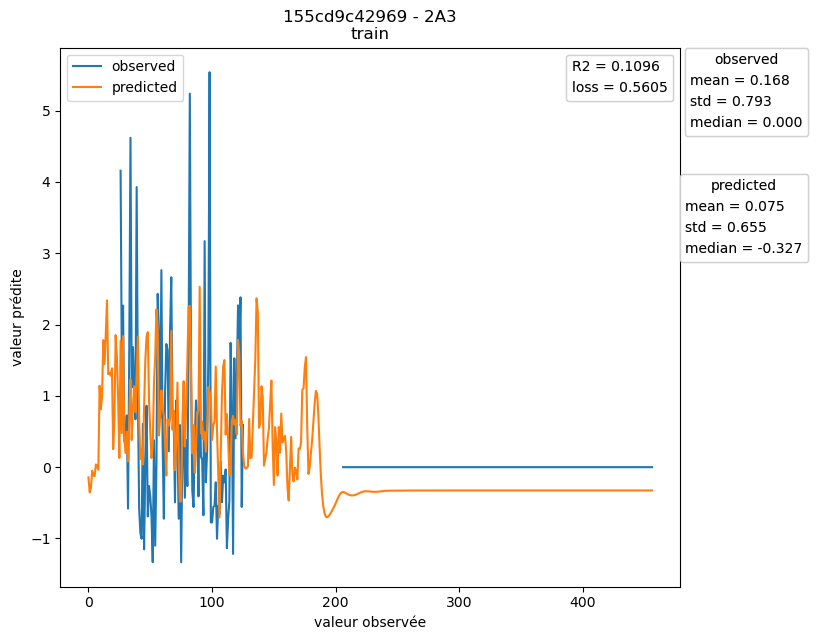 155cd9c42969 - 2A3
train
observed
predicted
R2 = 0.1096
loss = 0.5605
observed
mean = 0.168
std = 0.793
median = 0.000
predicted
mean = 0.075
std = 0.655
median = -0.327
valeur prédite
5
4
3
2
1
0
−1
0
100
200
300
400
valeur observée